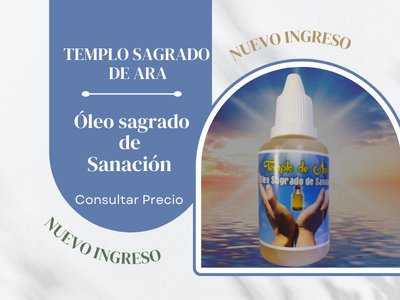 TEMPLO SAGRADO
DE ARA
Óleo sagrado
de
Sanación
Consultar Precio
NUEVO INGRESO
NUEVO INGRESO
Templo de Ara
Óleo Sagrado de Sanación